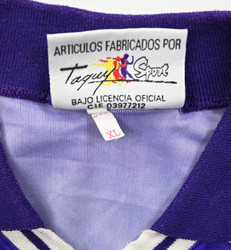 ARTICULOS FABRICADOS POR
Taquy Sport
BAJO LICENCIA OFICIAL
C.I.F. 03977212
XL